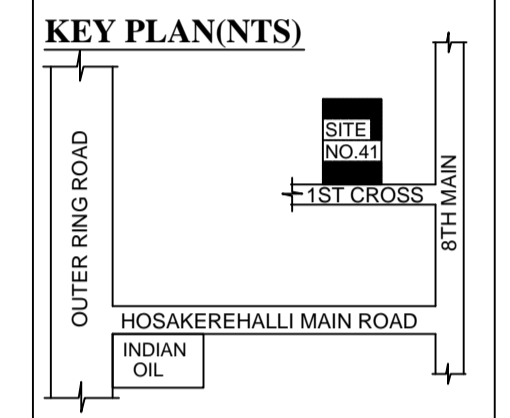 KEY PLAN(NTS)
OUTER RING ROAD
SITE
NO.41
1ST CROSS
8TH MAIN
HOSAKEREHALLI MAIN ROAD
INDIAN
OIL